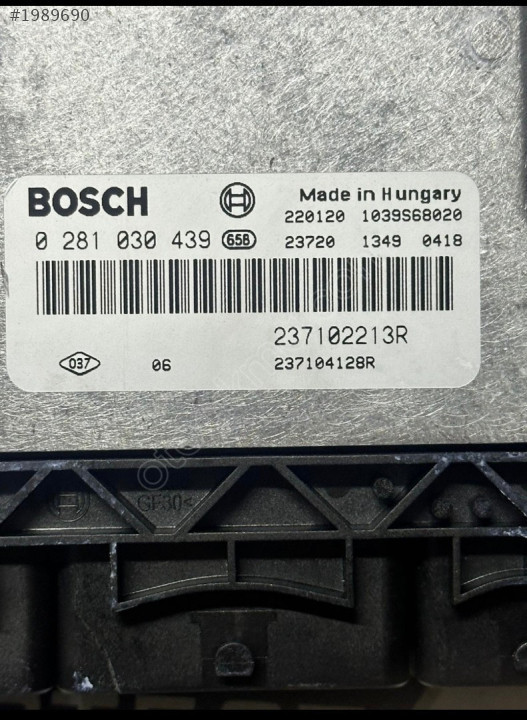 #1989690
BOSCH Made in Hungary
220120 1039S68020
0 281 030 439 658 23720 1349 0418
237102213R
037 06 237104128R
GF30<